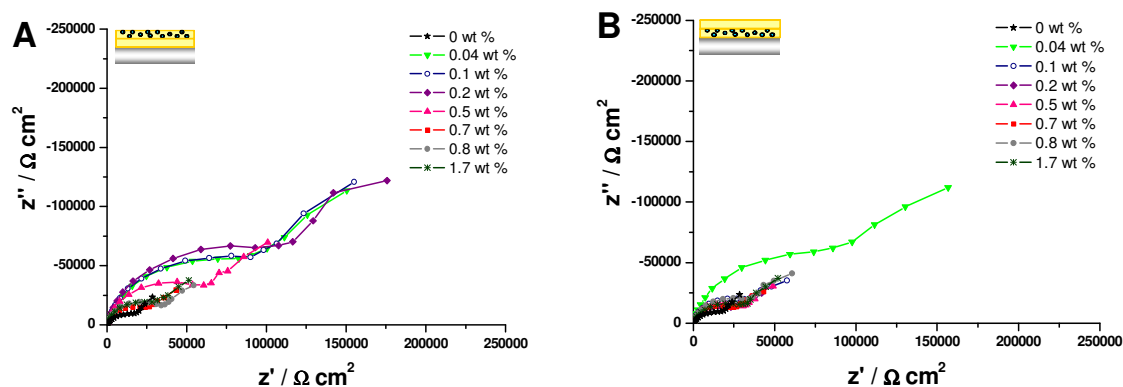 A
-250000
-200000
-150000
-100000
-50000
0
z'' / Ω cm²
0 50000 100000 150000 200000 250000
z' / Ω cm²
0 wt %
0.04 wt %
0.1 wt %
0.2 wt %
0.5 wt %
0.7 wt %
0.8 wt %
1.7 wt %
B
-250000
-200000
-150000
-100000
-50000
0
z'' / Ω cm²
0 50000 100000 150000 200000 250000
z' / Ω cm²
0 wt %
0.04 wt %
0.1 wt %
0.2 wt %
0.5 wt %
0.7 wt %
0.8 wt %
1.7 wt %